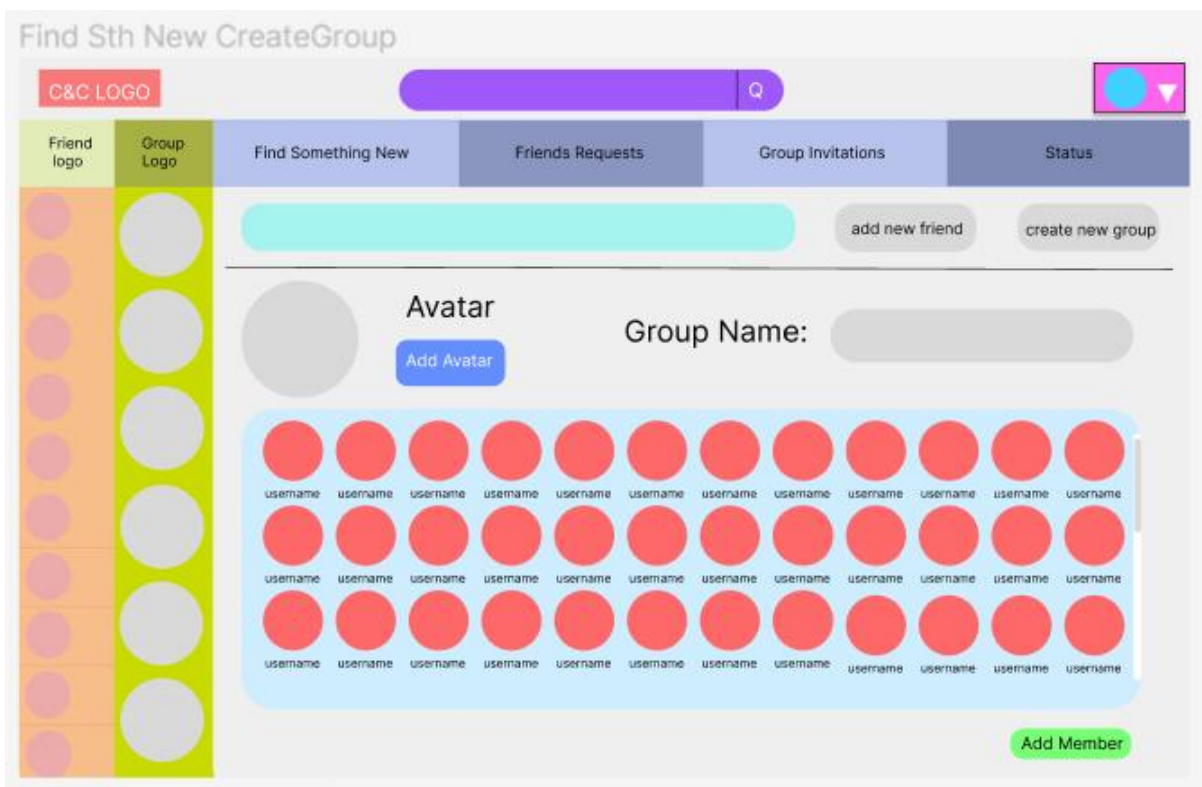 Find Sth New CreateGroup
C&C LOGO
Q
Friend
logo
Group
Logo
Find Something New
Friends Requests
Group Invitations
Status
add new friend
create new group
Avatar
Add Avatar
Group Name:
username username username username username username username username username username username username
username username username username username username username username username username username username
username username username username username username username username username username username username
Add Member